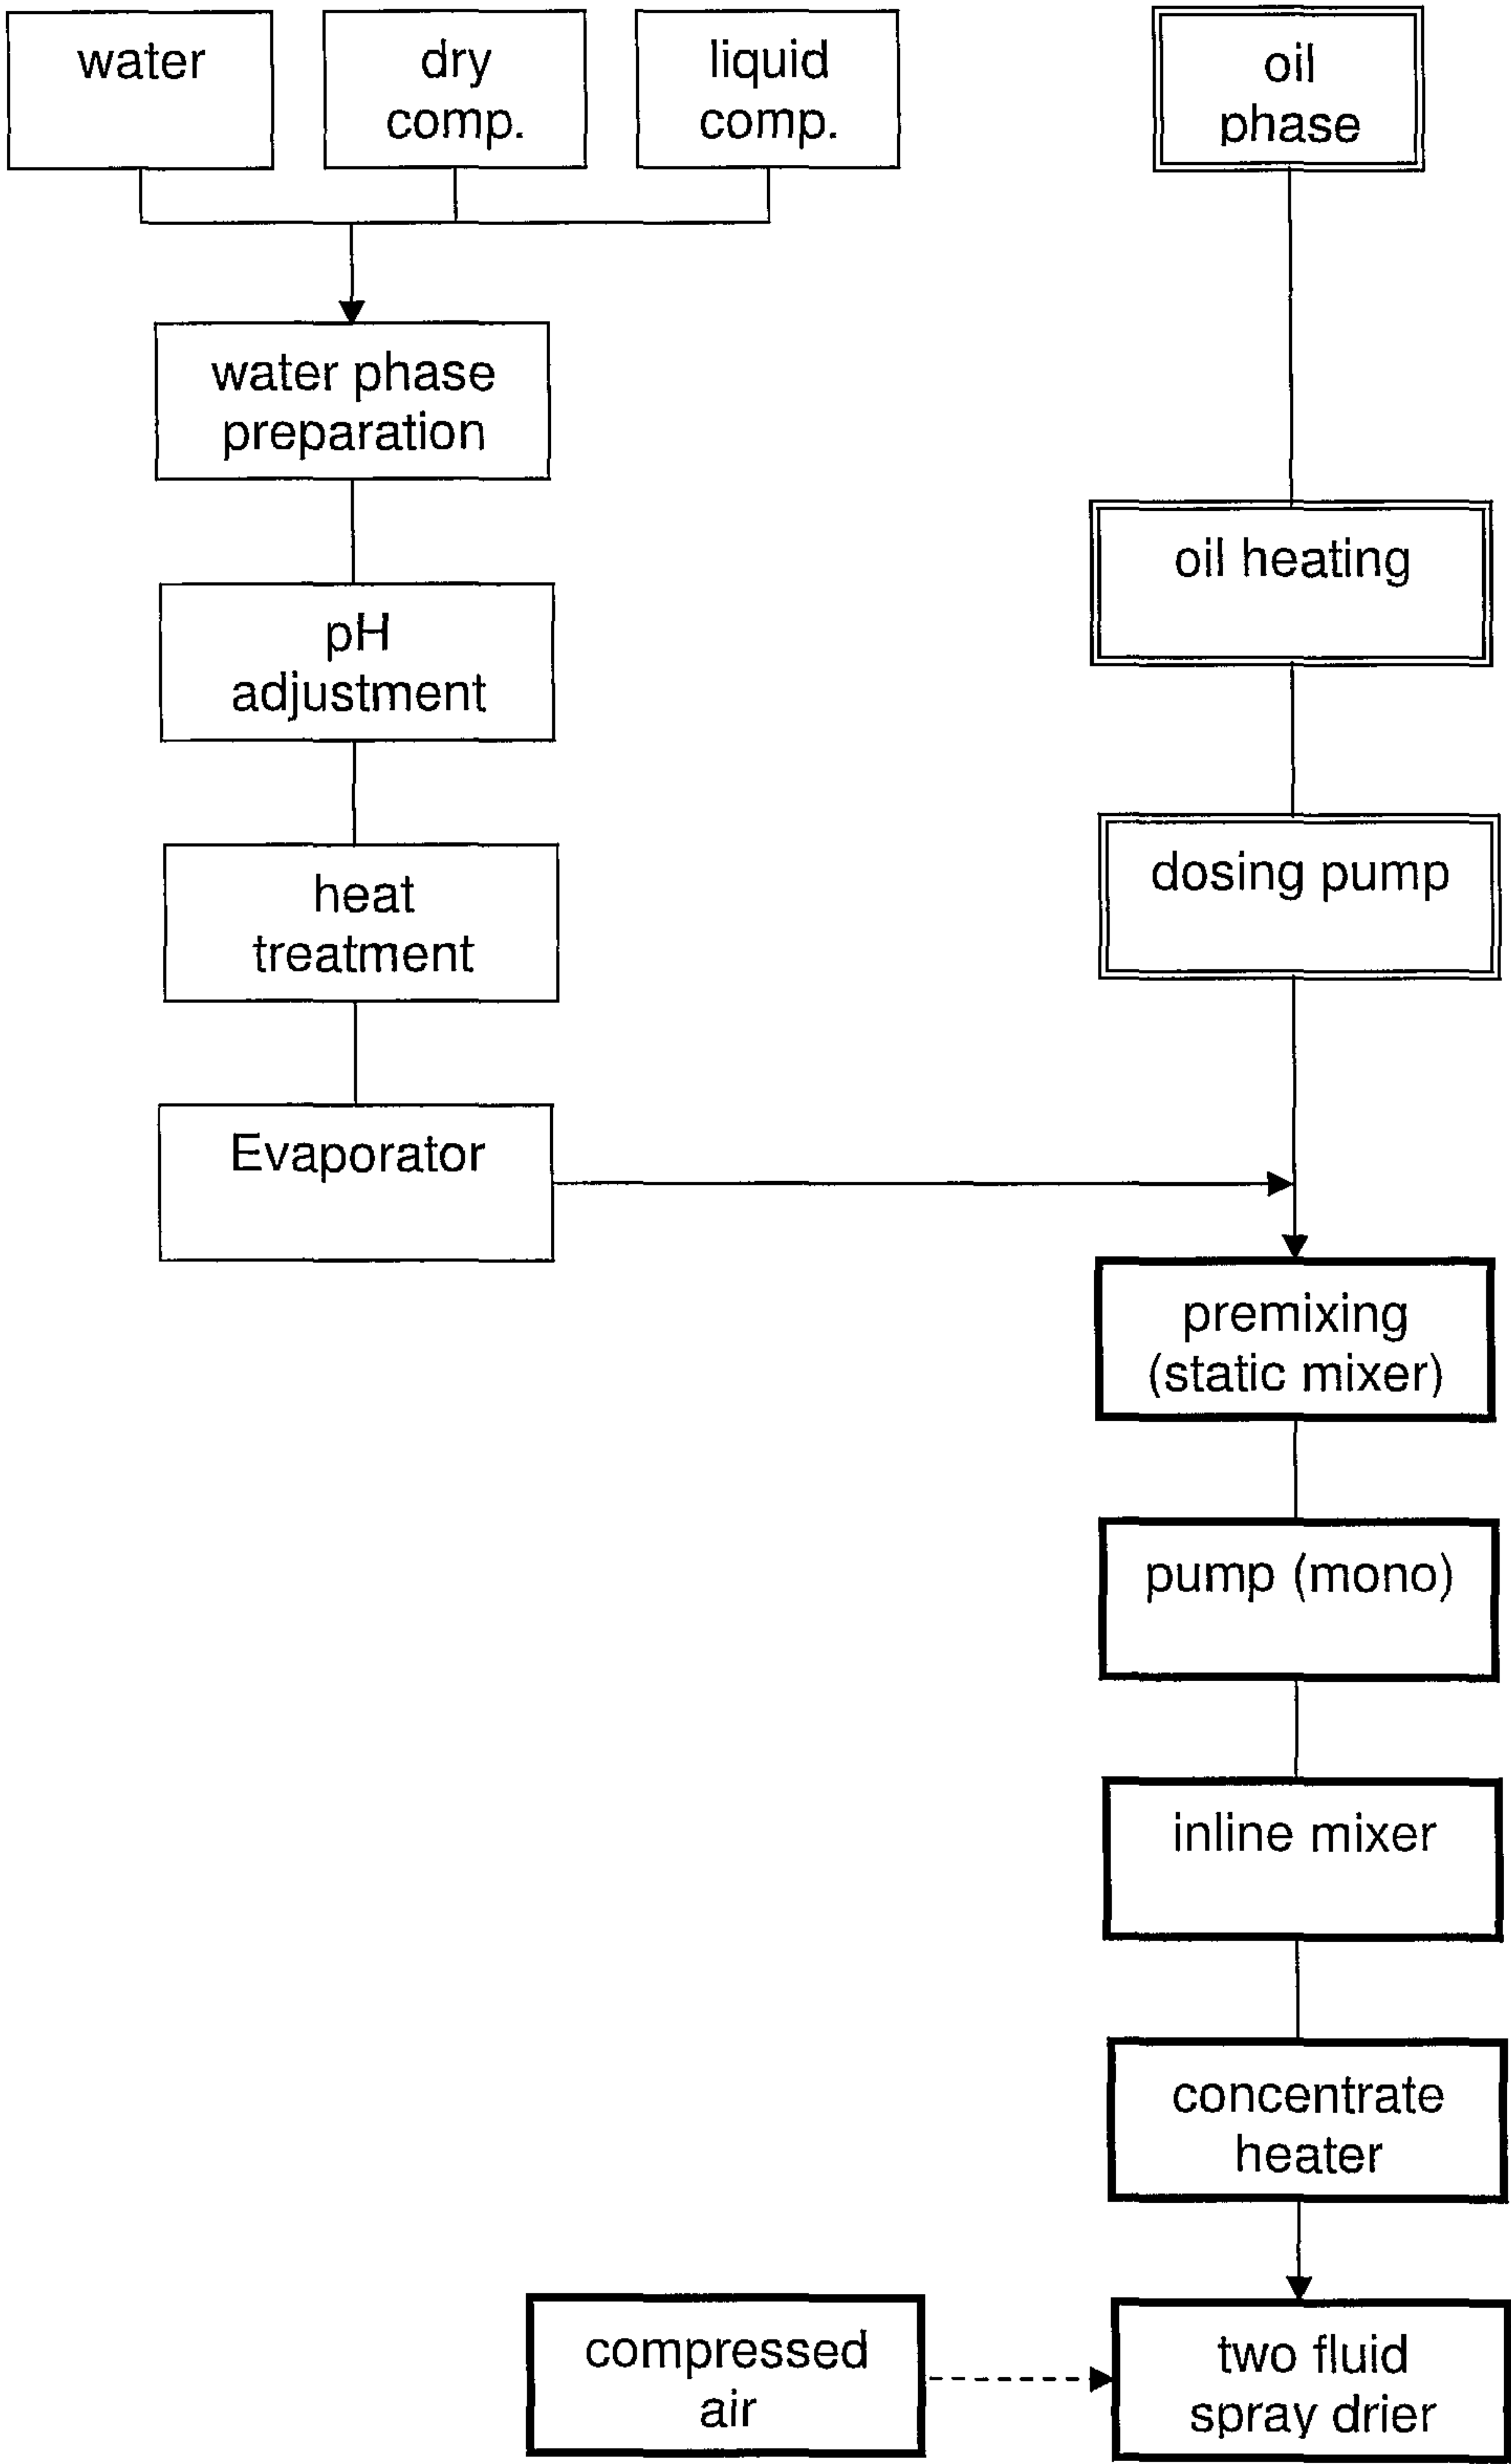 water
dry
comp.
liquid
comp.
oil
phase
water phase
preparation
oil heating
pH
adjustment
dosing pump
heat
treatment
Evaporator
premixing
(static mixer)
pump (mono)
inline mixer
concentrate
heater
compressed
air
two fluid
spray drier